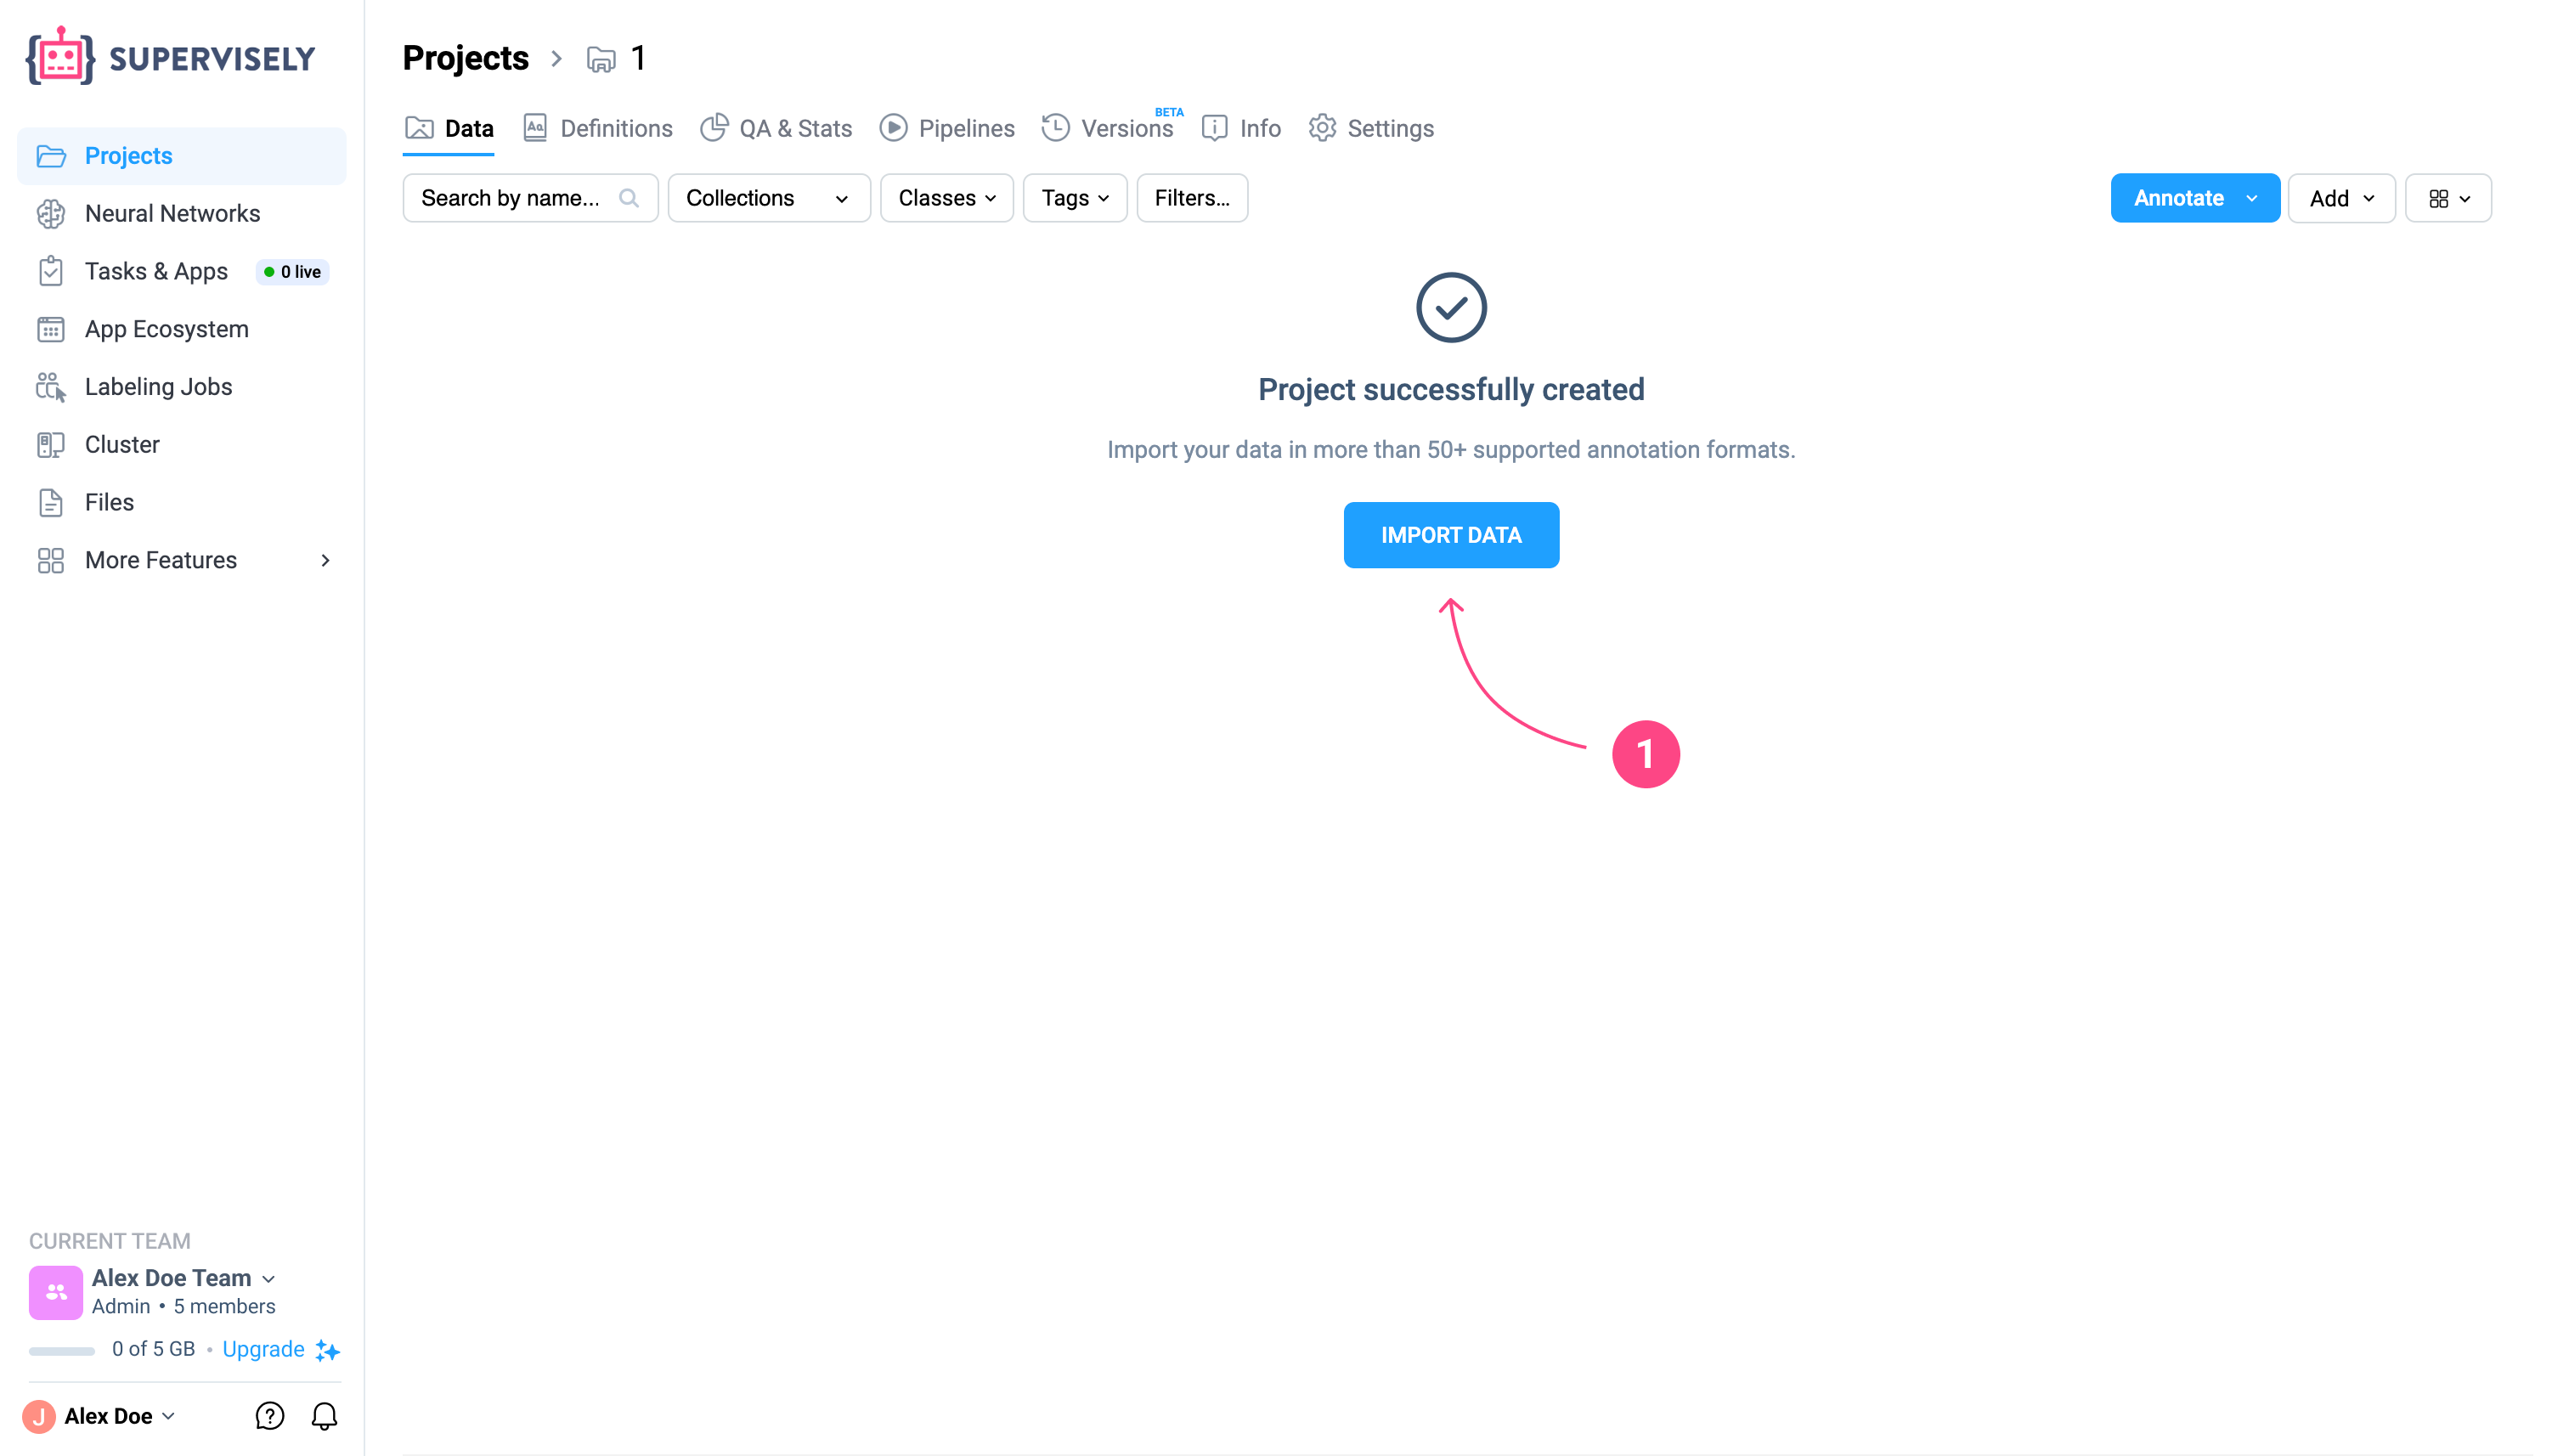 SUPERVISELY
Projects
Neural Networks
Tasks & Apps 0 live
App Ecosystem
Labeling Jobs
Cluster
Files
More Features
CURRENT TEAM
Alex Doe Team
Admin • 5 members
0 of 5 GB • Upgrade
J Alex Doe
Projects > 1
Data Definitions QA & Stats Pipelines Versions BETA Info Settings
Search by name... Collections Classes Tags Filters... Annotate Add
Project successfully created
Import your data in more than 50+ supported annotation formats.
IMPORT DATA
1